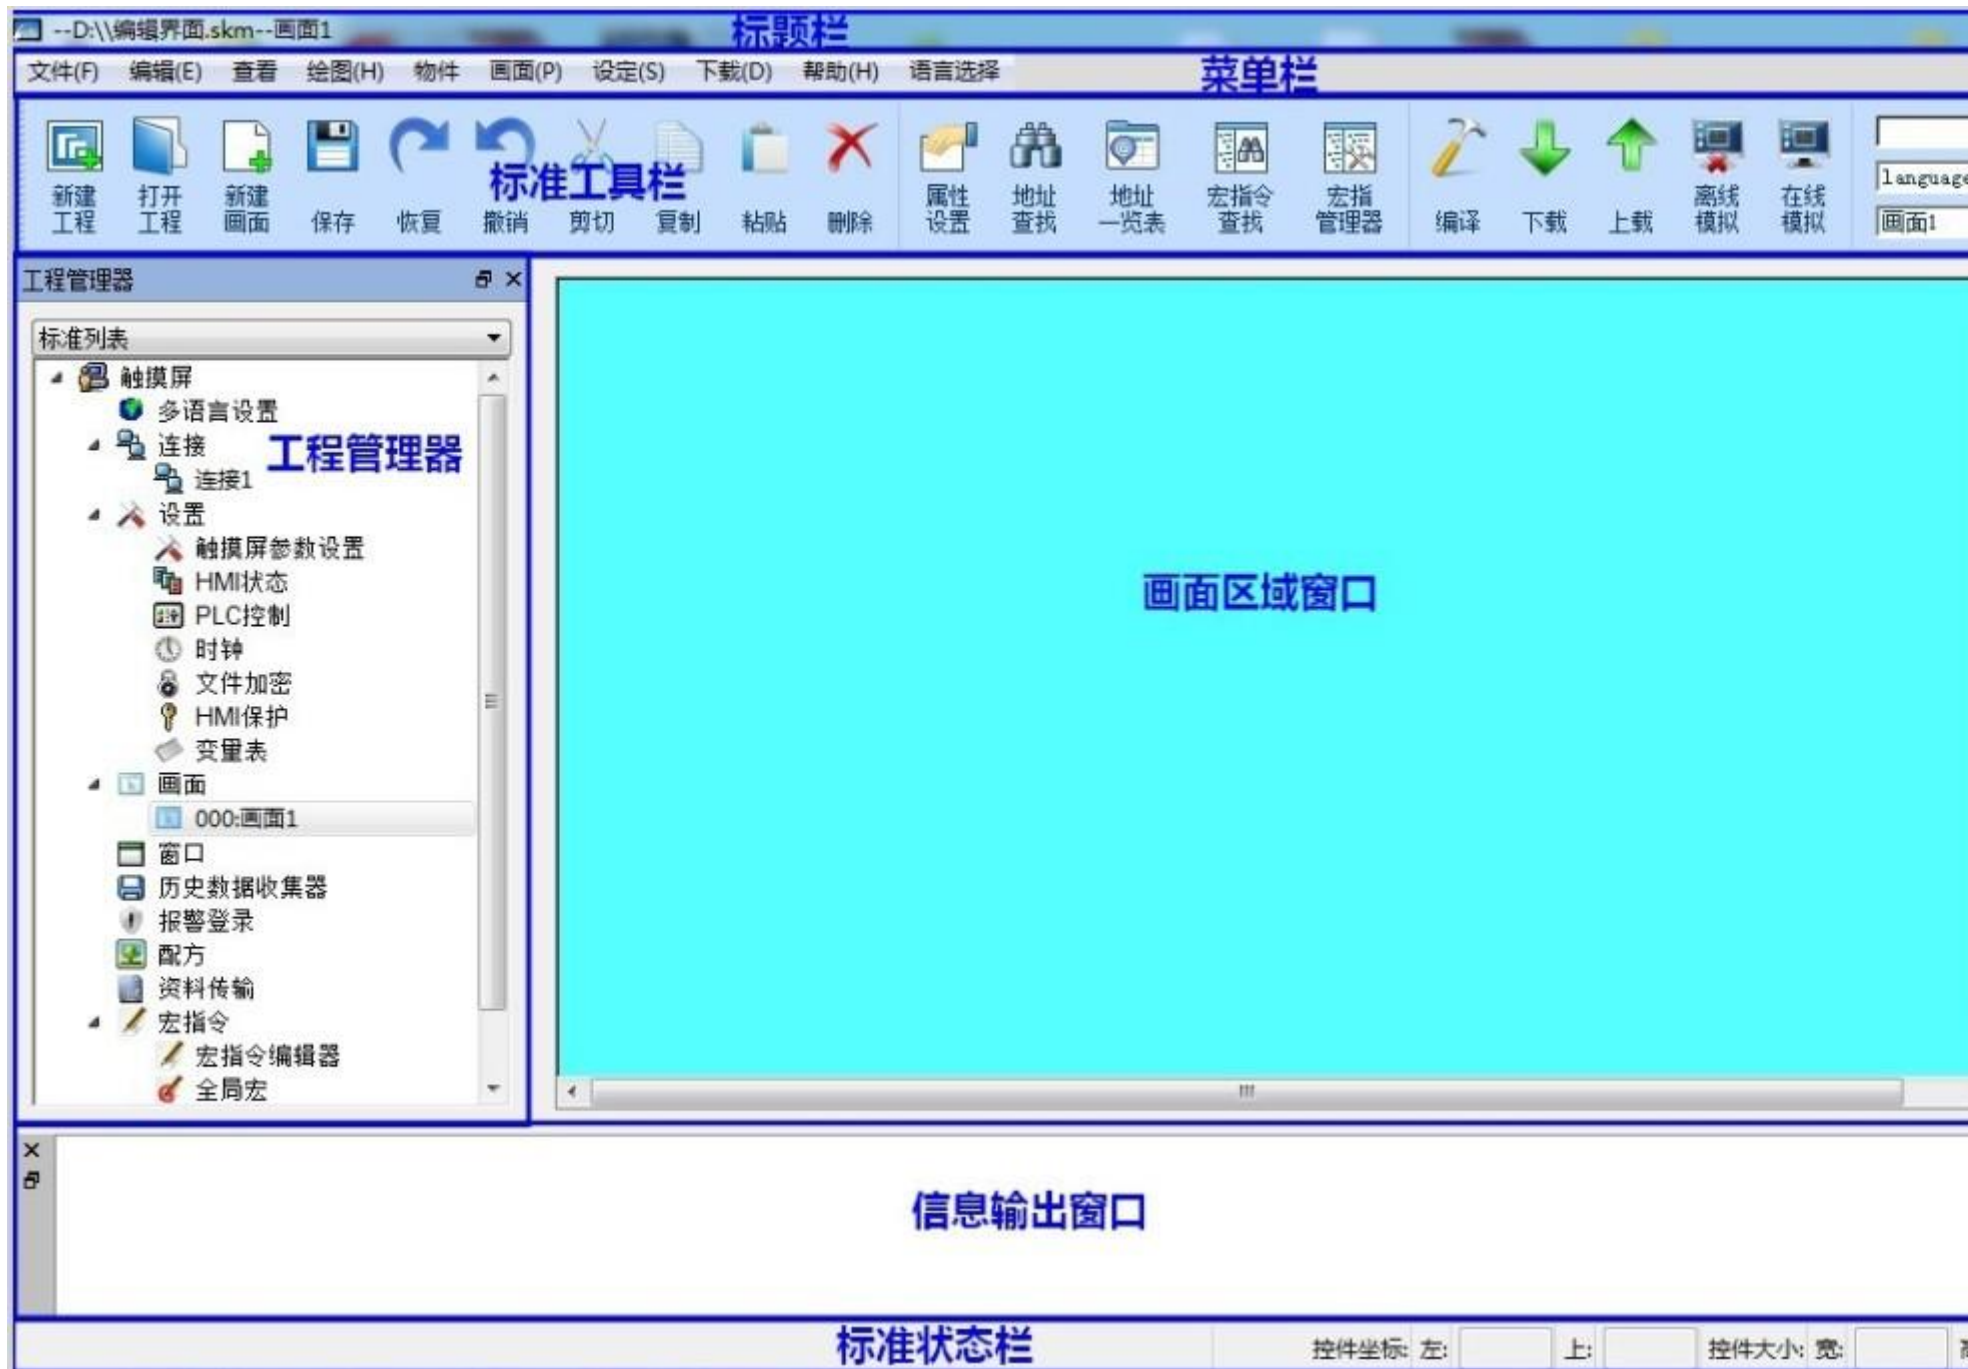 --D:\\编辑界面.skm--画面1
标题栏
文件(F) 编辑(E) 查看 绘图(H) 物件 画面(P) 设定(S) 下载(D) 帮助(H) 语言选择
菜单栏
新建工程 打开工程 新建画面 保存 恢复 撤销 剪切 复制 粘贴 删除 属性设置 地址查找 地址一览表 宏指令查找 宏指管理器 编译 下载 上载 离线模拟 在线模拟
标准工具栏
language
画面1
工程管理器
标准列表
触摸屏
多语言设置
连接
连接1
工程管理器
设置
触摸屏参数设置
HMI状态
PLC控制
时钟
文件加密
HMI保护
变量表
画面
000:画面1
窗口
历史数据收集器
报警登录
配方
资料传输
宏指令
宏指令编辑器
全局宏
画面区域窗口
信息输出窗口
标准状态栏
控件坐标: 左: 上: 控件大小: 宽: